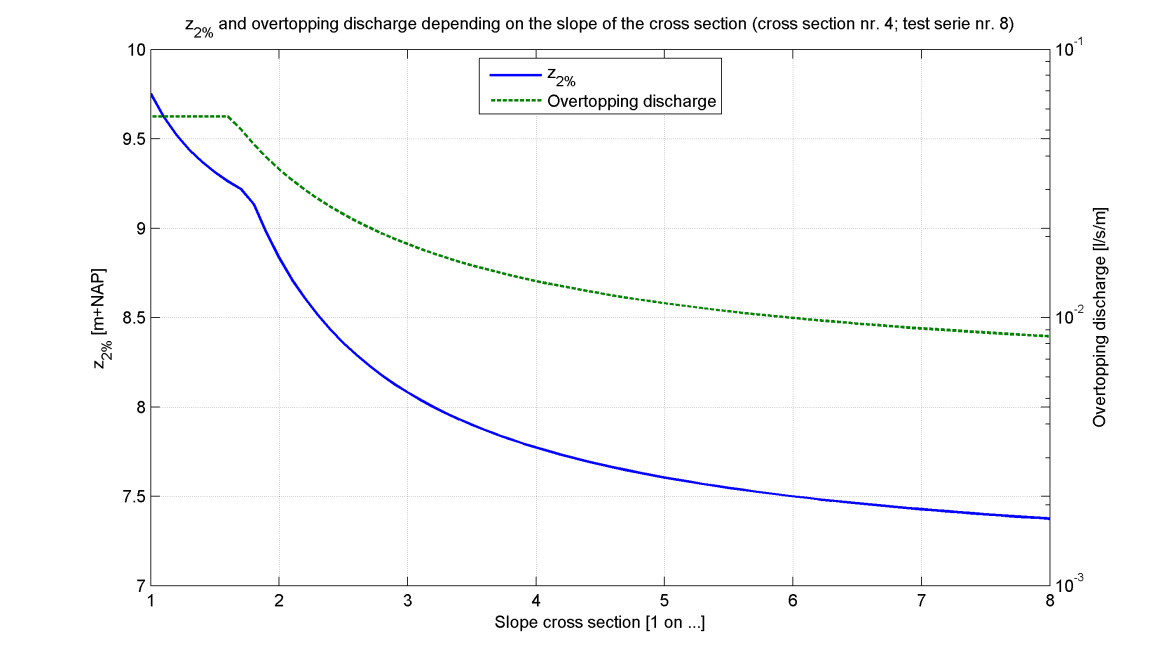 z2% and overtopping discharge depending on the slope of the cross section (cross section nr. 4; test serie nr. 8)
z2%
Overtopping discharge
10
9.5
9
8.5
8
7.5
7
z2% [m+NAP]
10-1
10-2
10-3
Overtopping discharge [l/s/m]
1 2 3 4 5 6 7 8
Slope cross section [1 on ...]